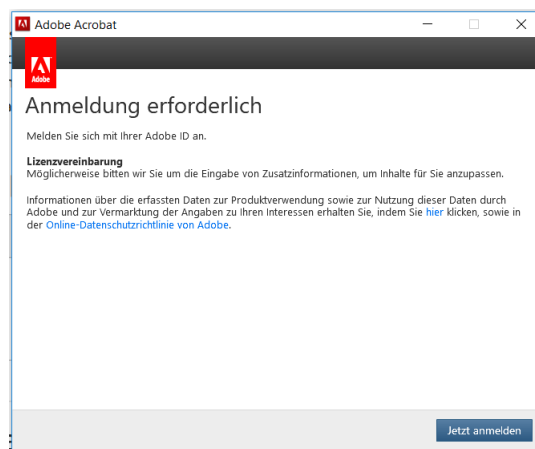 Adobe Acrobat
Adobe
Anmeldung erforderlich
Melden Sie sich mit Ihrer Adobe ID an.
Lizenzvereinbarung
Möglicherweise bitten wir Sie um die Eingabe von Zusatzinformationen, um Inhalte für Sie anzupassen.
Informationen über die erfassten Daten zur Produktverwendung sowie zur Nutzung dieser Daten durch
Adobe und zur Vermarktung der Angaben zu Ihren Interessen erhalten Sie, indem Sie hier klicken, sowie in
der Online-Datenschutzrichtlinie von Adobe.
Jetzt anmelden